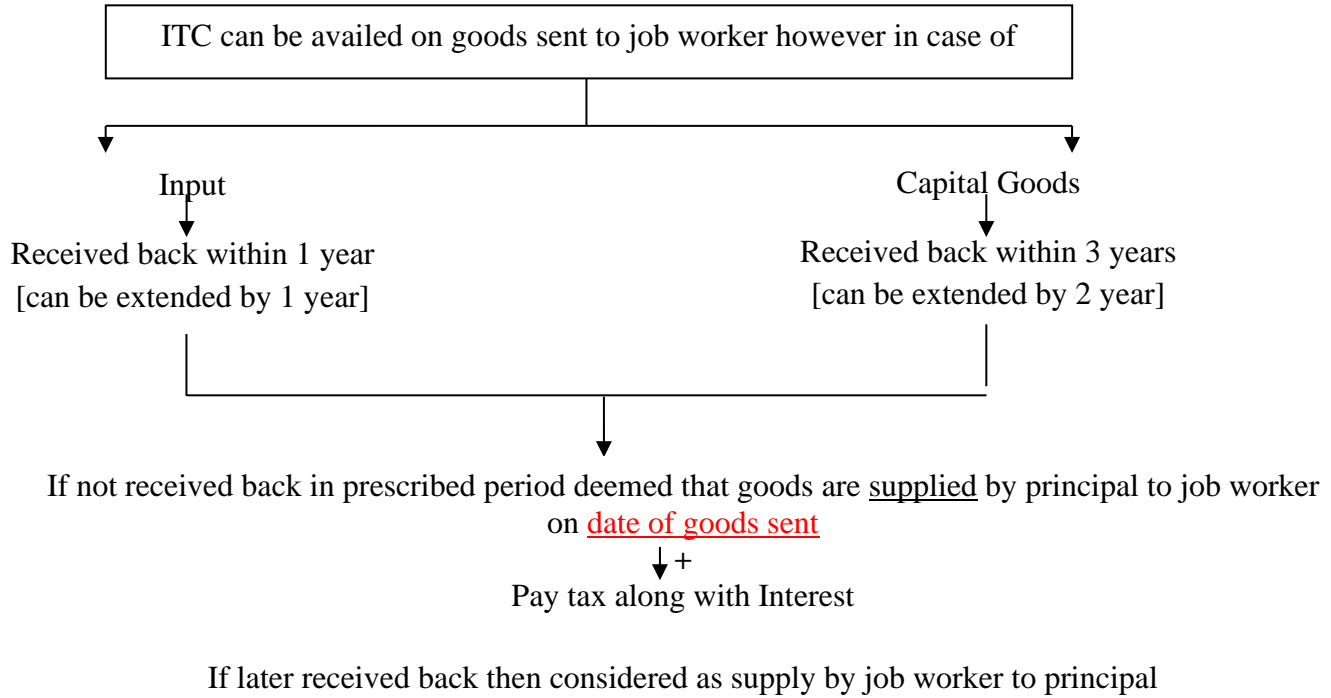 ITC can be availed on goods sent to job worker however in case of
Input
Capital Goods
Received back within 1 year
[can be extended by 1 year]
Received back within 3 years
[can be extended by 2 year]
If not received back in prescribed period deemed that goods are supplied by principal to job worker
on date of goods sent
+
Pay tax along with Interest
If later received back then considered as supply by job worker to principal